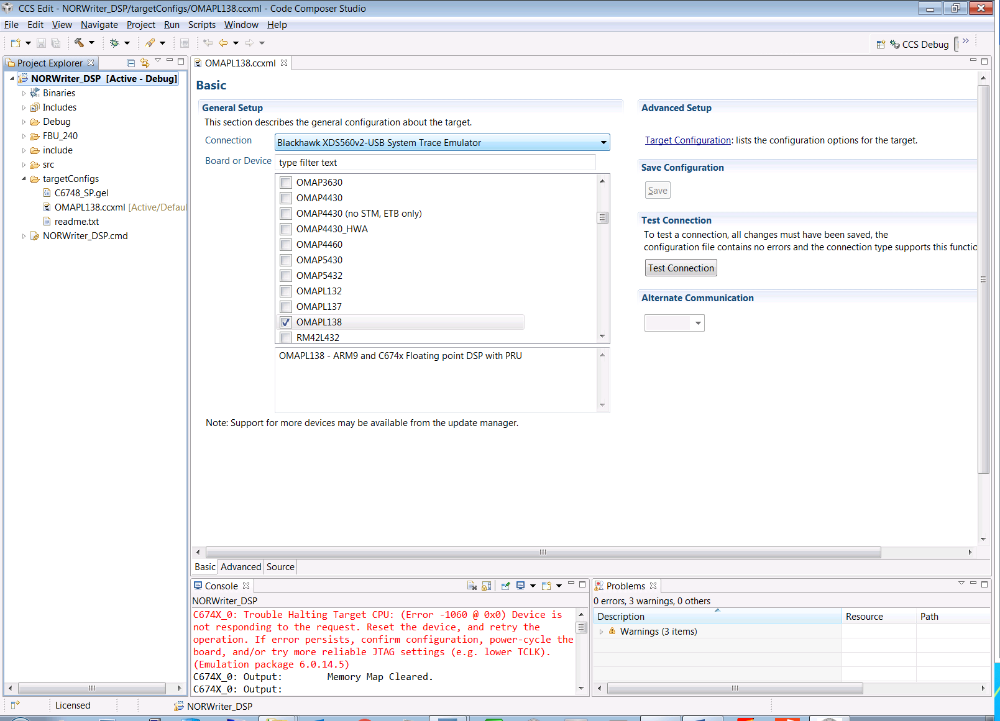 CCS Edit - NORWriter_DSP/targetConfigs/OMAPL138.ccxml - Code Composer Studio
File Edit View Navigate Project Run Scripts Window Help
CCS Debug
Project Explorer
NORWriter_DSP [Active - Debug]
Binaries
Includes
Debug
FBU_240
include
src
targetConfigs
C6748_SP.gel
OMAPL138.ccxml [Active/Defaul
readme.txt
NORWriter_DSP.cmd
OMAPL138.ccxml
Basic
General Setup
This section describes the general configuration about the target.
Connection
Blackhawk XDS560v2-USB System Trace Emulator
Board or Device
type filter text
OMAP3630
OMAP4430
OMAP4430 (no STM, ETB only)
OMAP4430_HWA
OMAP4460
OMAP5430
OMAP5432
OMAPL132
OMAPL137
OMAPL138
RM42L432
OMAPL138 - ARM9 and C674x Floating point DSP with PRU
Note: Support for more devices may be available from the update manager.
Advanced Setup
Target Configuration: lists the configuration options for the target.
Save Configuration
Save
Test Connection
To test a connection, all changes must have been saved, the
configuration file contains no errors and the connection type supports this functio
Test Connection
Alternate Communication
Basic Advanced Source
Console
NORWriter_DSP
C674X_0: Trouble Halting Target CPU: (Error -1060 @ 0x0) Device is
not responding to the request. Reset the device, and retry the
operation. If error persists, confirm configuration, power-cycle the
board, and/or try more reliable JTAG settings (e.g. lower TCLK).
(Emulation package 6.0.14.5)
C674X_0: Output: Memory Map Cleared.
C674X_0: Output:
Problems
0 errors, 3 warnings, 0 others
Description Resource Path
Warnings (3 items)
Licensed
NORWriter_DSP